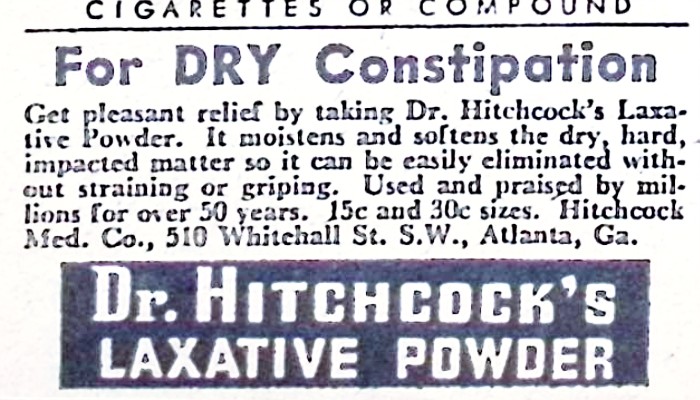 CIGARETTES OR COMPOUND
For DRY Constipation
Get pleasant relief by taking Dr. Hitchcock's Laxa-
tive Powder. It moistens and softens the dry, hard,
impacted matter so it can be easily eliminated with-
out straining or griping. Used and praised by mil-
lions for over 50 years. 15c and 30c sizes. Hitchcock
Med. Co., 510 Whitehall St. S.W., Atlanta, Ga.
Dr. HITCHCOCK'S
LAXATIVE POWDER